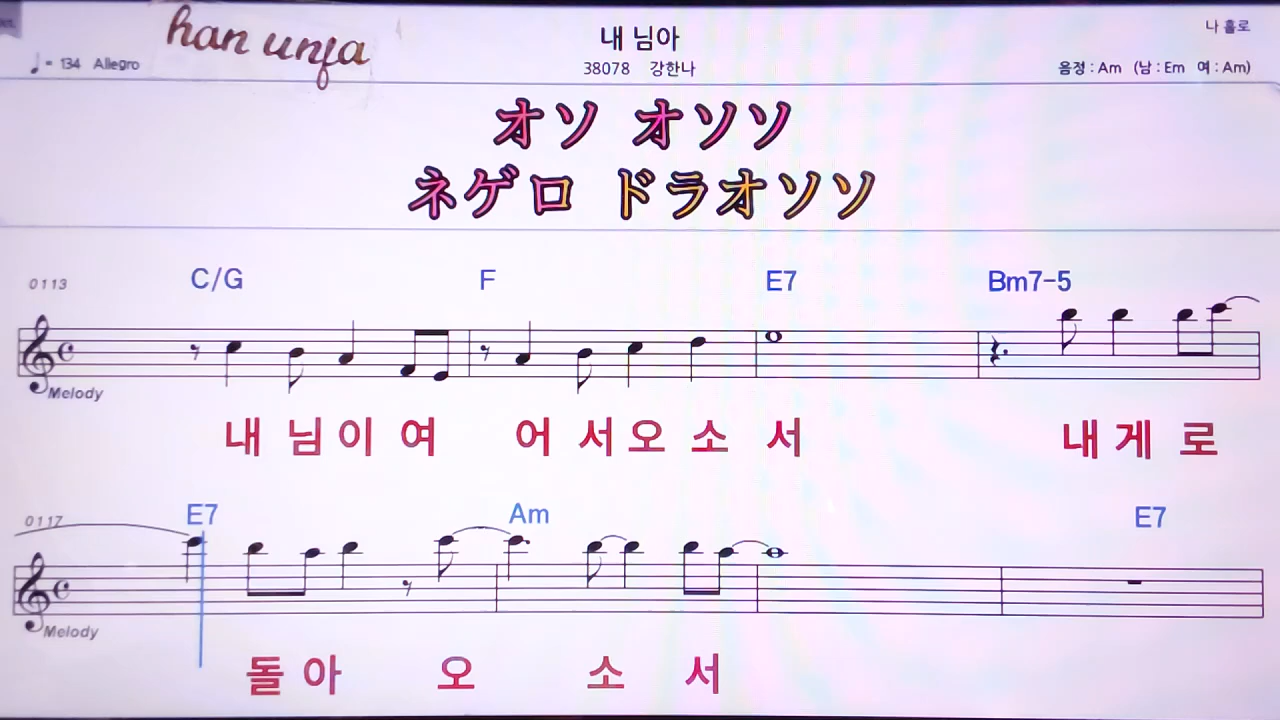 han unfa
내 님아
나 홀로
♩= 134 Allegro
38078 강한나
음정 : Am (남 : Em 여 : Am)
オソ オソソ
ネゲロ ドラオソソ
0113 C/G F E7 Bm7-5
Melody
내 님 이 여 어 서 오 소 서 내 게 로
0117 E7 Am E7
Melody
돌 아 오 소 서